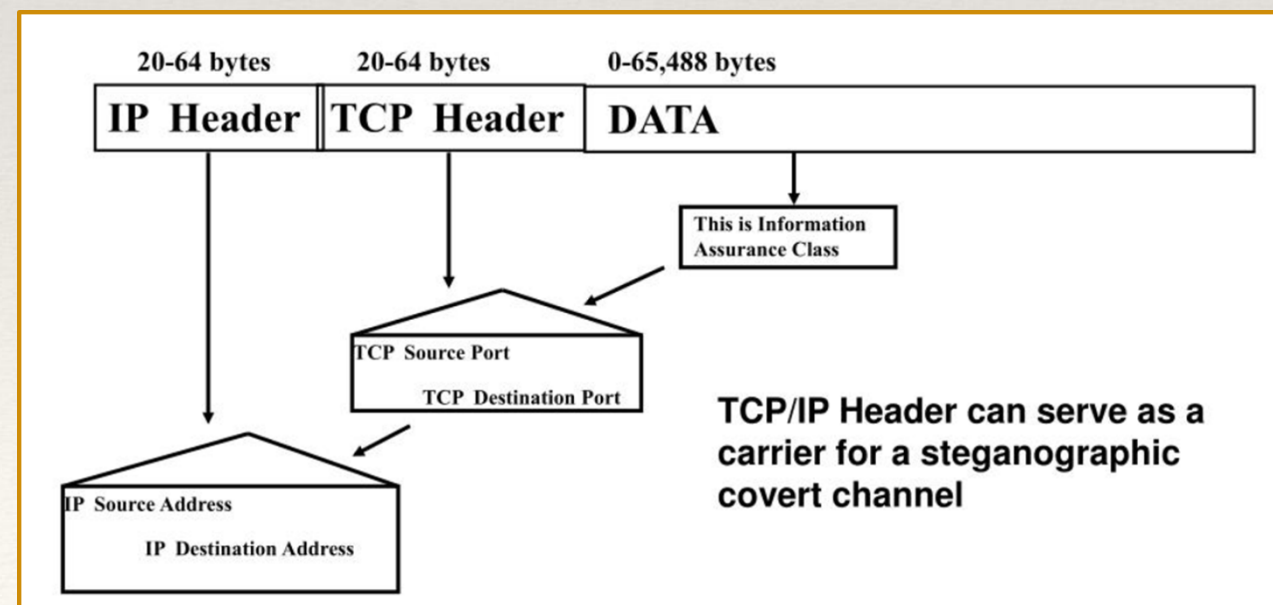 20-64 bytes 20-64 bytes 0-65,488 bytes
IP Header TCP Header DATA
This is Information
Assurance Class
TCP Source Port
TCP Destination Port
TCP/IP Header can serve as a
carrier for a steganographic
covert channel
IP Source Address
IP Destination Address